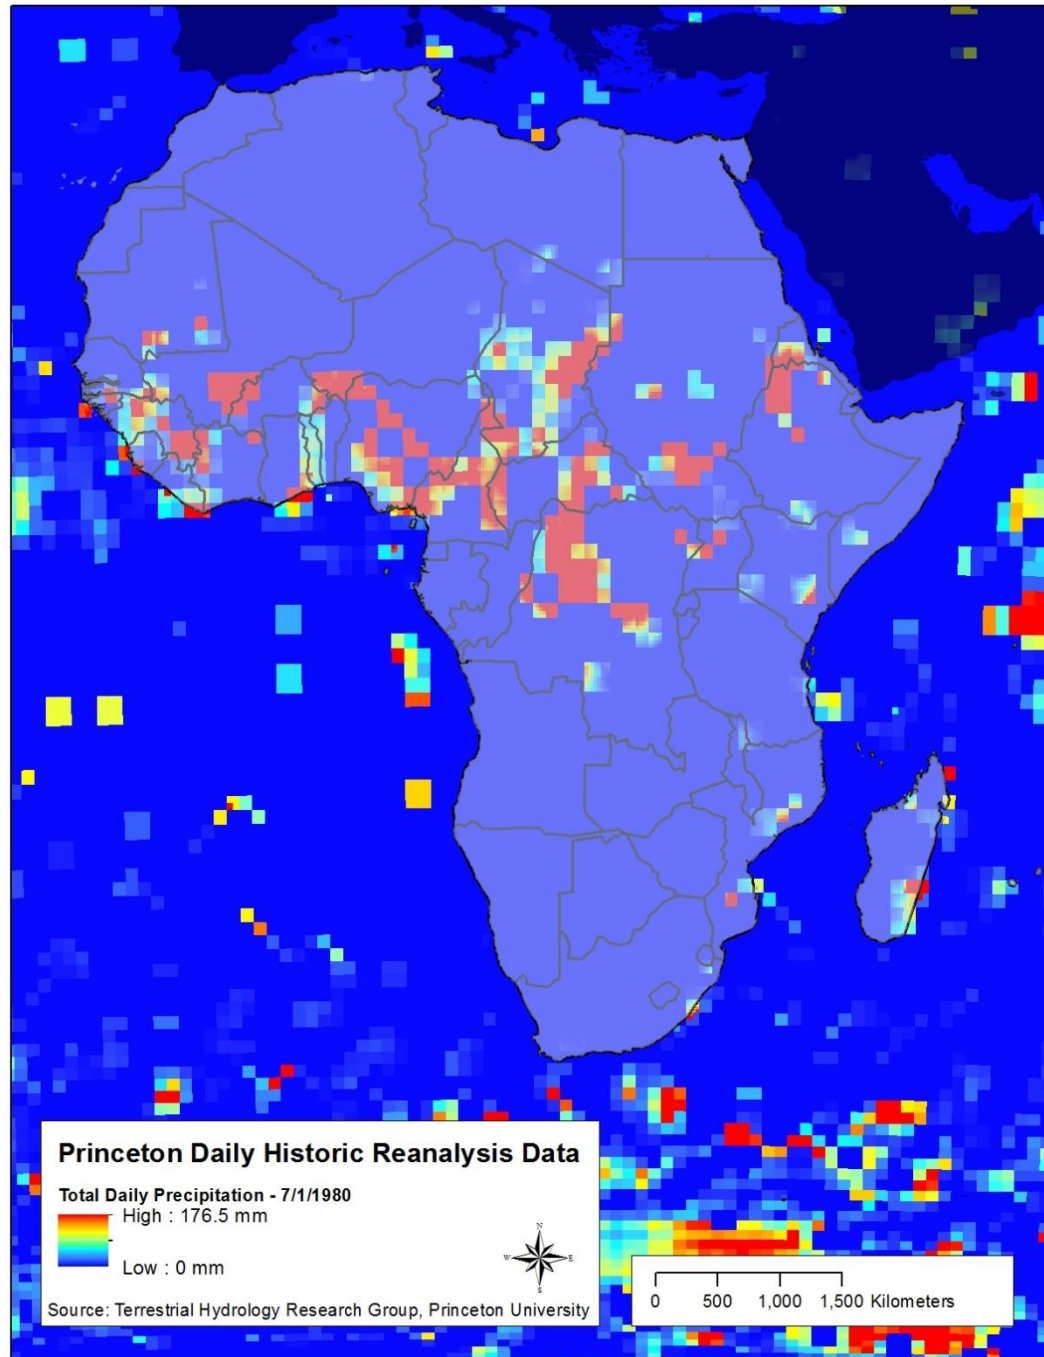 Princeton Daily Historic Reanalysis Data
Total Daily Precipitation - 7/1/1980
High : 176.5 mm
Low : 0 mm
N
W E
S
Source: Terrestrial Hydrology Research Group, Princeton University
0 500 1,000 1,500 Kilometers